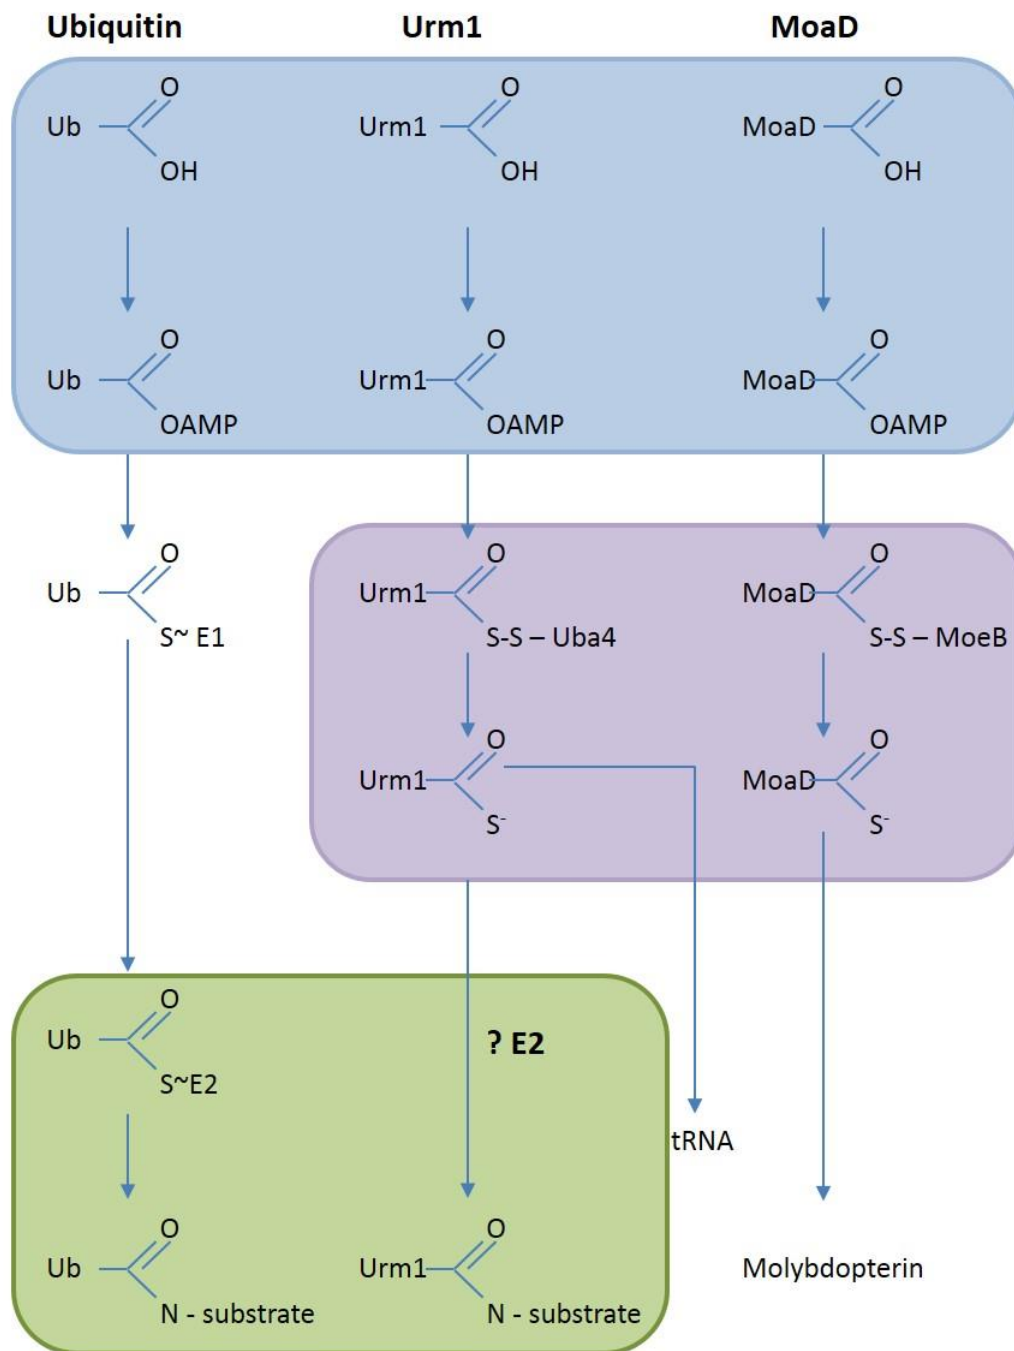 Ubiquitin Urm1 MoaD
O O O
Ub Urm1 MoaD
OH OH OH
O O O
Ub Urm1 MoaD
OAMP OAMP OAMP
O O O
Ub Urm1 MoaD
S~ E1 S-S – Uba4 S-S – MoeB
O O
Urm1 MoaD
S- S-
O
Ub ? E2
S~E2
tRNA
O O
Ub Urm1 Molybdopterin
N - substrate N - substrate